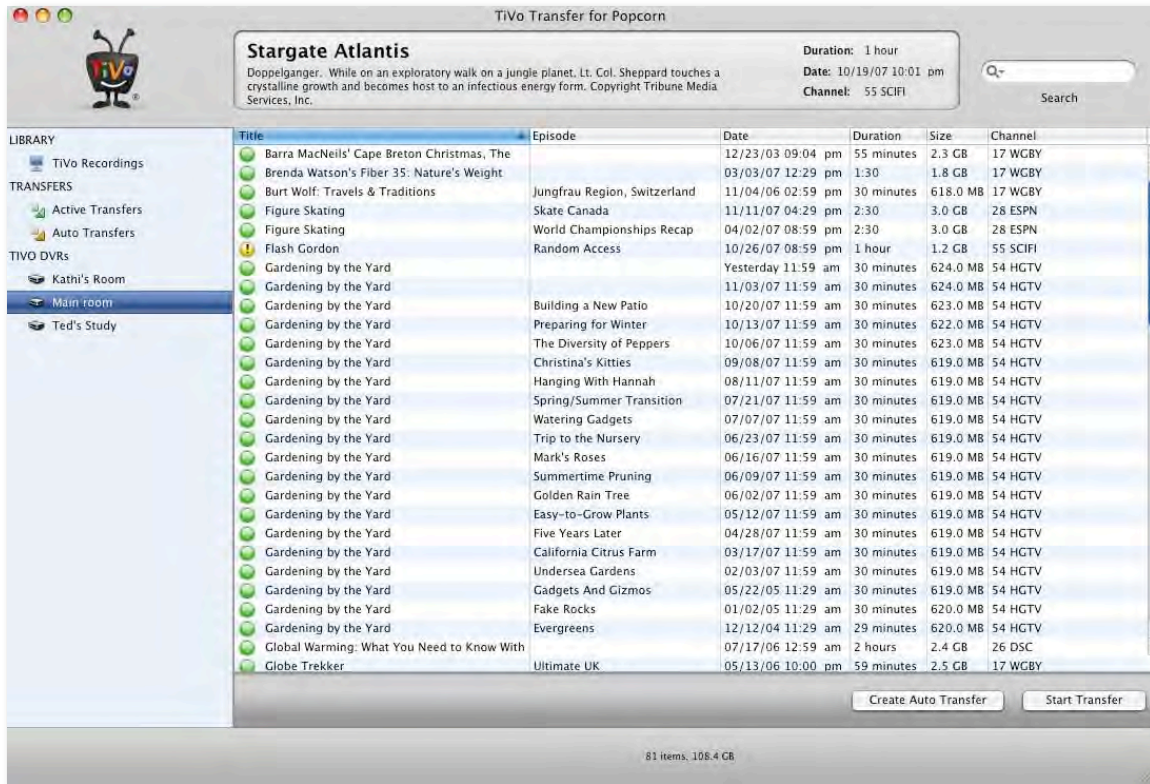 TiVo Transfer for Popcorn
TiVo
Stargate Atlantis
Doppelganger. While on an exploratory walk on a jungle planet, Lt. Col. Sheppard touches a
crystalline growth and becomes host to an infectious energy form. Copyright Tribune Media
Services, Inc.
Duration: 1 hour
Date: 10/19/07 10:01 pm
Channel: 55 SCIFI
Search
LIBRARY
TiVo Recordings
TRANSFERS
Active Transfers
Auto Transfers
TIVO DVRs
Kathi's Room
Main room
Ted's Study
Title Episode Date Duration Size Channel
Barra MacNeils' Cape Breton Christmas, The 12/23/03 09:04 pm 55 minutes 2.3 GB 17 WGBY
Brenda Watson's Fiber 35: Nature's Weight 03/03/07 12:29 pm 1:30 1.8 GB 17 WGBY
Burt Wolf: Travels & Traditions Jungfrau Region, Switzerland 11/04/06 02:59 pm 30 minutes 618.0 MB 17 WGBY
Figure Skating Skate Canada 11/11/07 04:29 pm 2:30 3.0 GB 28 ESPN
Figure Skating World Championships Recap 04/02/07 08:59 pm 2:30 3.0 GB 28 ESPN
Flash Gordon Random Access 10/26/07 08:59 pm 1 hour 1.2 GB 55 SCIFI
Gardening by the Yard Yesterday 11:59 am 30 minutes 624.0 MB 54 HGTV
Gardening by the Yard 11/03/07 11:59 am 30 minutes 624.0 MB 54 HGTV
Gardening by the Yard Building a New Patio 10/20/07 11:59 am 30 minutes 623.0 MB 54 HGTV
Gardening by the Yard Preparing for Winter 10/13/07 11:59 am 30 minutes 622.0 MB 54 HGTV
Gardening by the Yard The Diversity of Peppers 10/06/07 11:59 am 30 minutes 623.0 MB 54 HGTV
Gardening by the Yard Christina's Kitties 09/08/07 11:59 am 30 minutes 619.0 MB 54 HGTV
Gardening by the Yard Hanging With Hannah 08/11/07 11:59 am 30 minutes 619.0 MB 54 HGTV
Gardening by the Yard Spring/Summer Transition 07/21/07 11:59 am 30 minutes 619.0 MB 54 HGTV
Gardening by the Yard Watering Gadgets 07/07/07 11:59 am 30 minutes 619.0 MB 54 HGTV
Gardening by the Yard Trip to the Nursery 06/23/07 11:59 am 30 minutes 619.0 MB 54 HGTV
Gardening by the Yard Mark's Roses 06/16/07 11:59 am 30 minutes 619.0 MB 54 HGTV
Gardening by the Yard Summertime Pruning 06/09/07 11:59 am 30 minutes 619.0 MB 54 HGTV
Gardening by the Yard Golden Rain Tree 06/02/07 11:59 am 30 minutes 619.0 MB 54 HGTV
Gardening by the Yard Easy-to-Grow Plants 05/12/07 11:59 am 30 minutes 619.0 MB 54 HGTV
Gardening by the Yard Five Years Later 04/28/07 11:59 am 30 minutes 619.0 MB 54 HGTV
Gardening by the Yard California Citrus Farm 03/17/07 11:59 am 30 minutes 619.0 MB 54 HGTV
Gardening by the Yard Undersea Gardens 02/03/07 11:59 am 30 minutes 619.0 MB 54 HGTV
Gardening by the Yard Gadgets And Gizmos 05/22/05 11:29 am 30 minutes 619.0 MB 54 HGTV
Gardening by the Yard Fake Rocks 01/02/05 11:29 am 30 minutes 620.0 MB 54 HGTV
Gardening by the Yard Evergreens 12/12/04 11:29 am 29 minutes 620.0 MB 54 HGTV
Global Warming: What You Need to Know With 07/17/06 12:59 am 2 hours 2.4 GB 26 DSC
Globe Trekker Ultimate UK 05/13/06 10:00 pm 59 minutes 2.5 GB 17 WGBY
Create Auto Transfer
Start Transfer
81 items, 108.4 GB